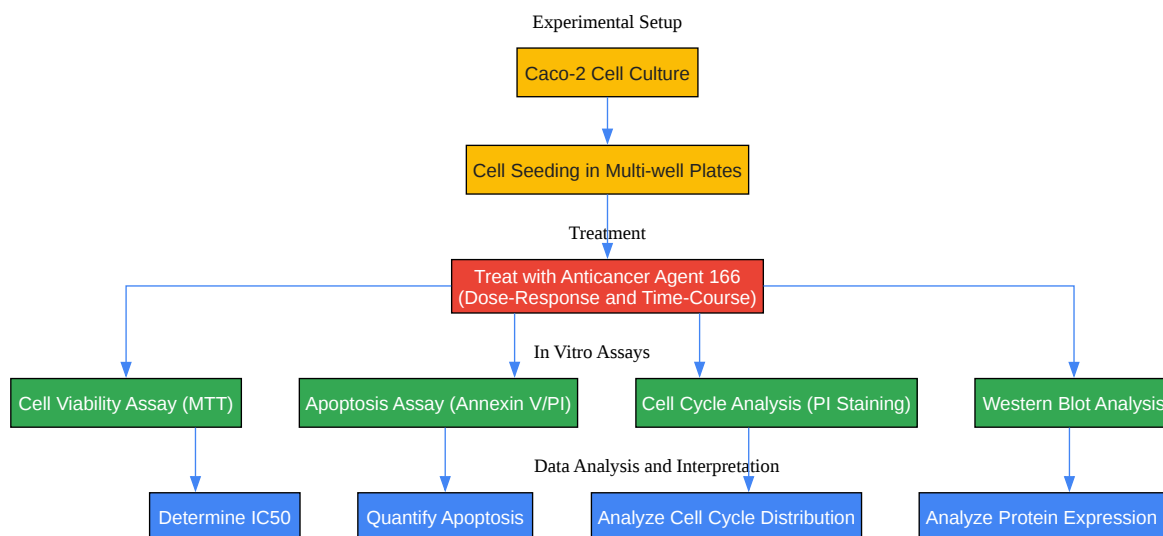 Experimental Setup
Caco-2 Cell Culture
Cell Seeding in Multi-well Plates
Treatment
Treat with Anticancer Agent 166
(Dose-Response and Time-Course)
In Vitro Assays
Cell Viability Assay (MTT)
Apoptosis Assay (Annexin V/PI)
Cell Cycle Analysis (PI Staining)
Western Blot Analysis
Data Analysis and Interpretation
Determine IC50
Quantify Apoptosis
Analyze Cell Cycle Distribution
Analyze Protein Expression